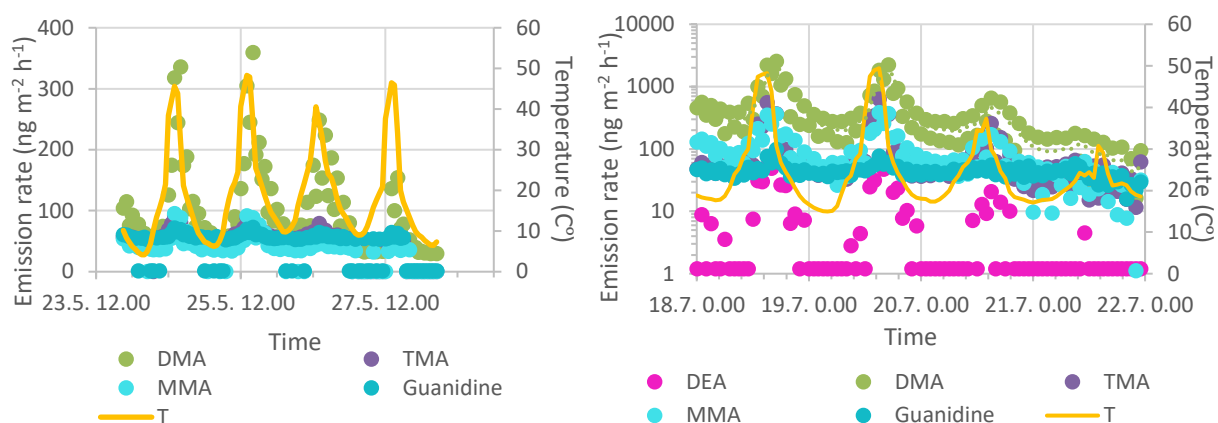 400
300
200
100
0
Emission rate (ng m⁻² h⁻¹)
60
50
40
30
20
10
0
Temperature (Cº)
23.5. 12.00 25.5.12.00 27.5.12.00
Time
DMA TMA
MMA Guanidine
T
10000
1000
100
10
1
Emission rate (ng m⁻² h⁻¹)
60
50
40
30
20
10
0
Temperatute (Cº)
18.7. 0.00 19.7. 0.00 20.7. 0.00 21.7. 0.00 22.7. 0.00
Time
DEA DMA TMA
MMA Guanidine T